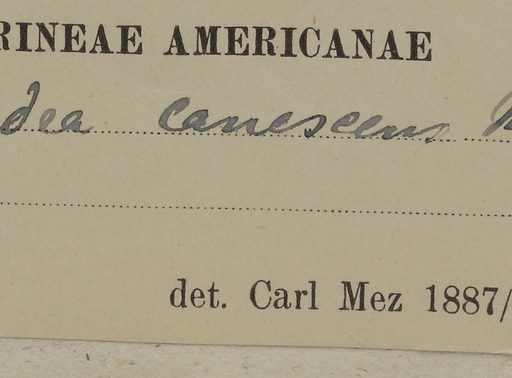 RINEAE AMERICANAE
dea canescens
det. Carl Mez 1887/